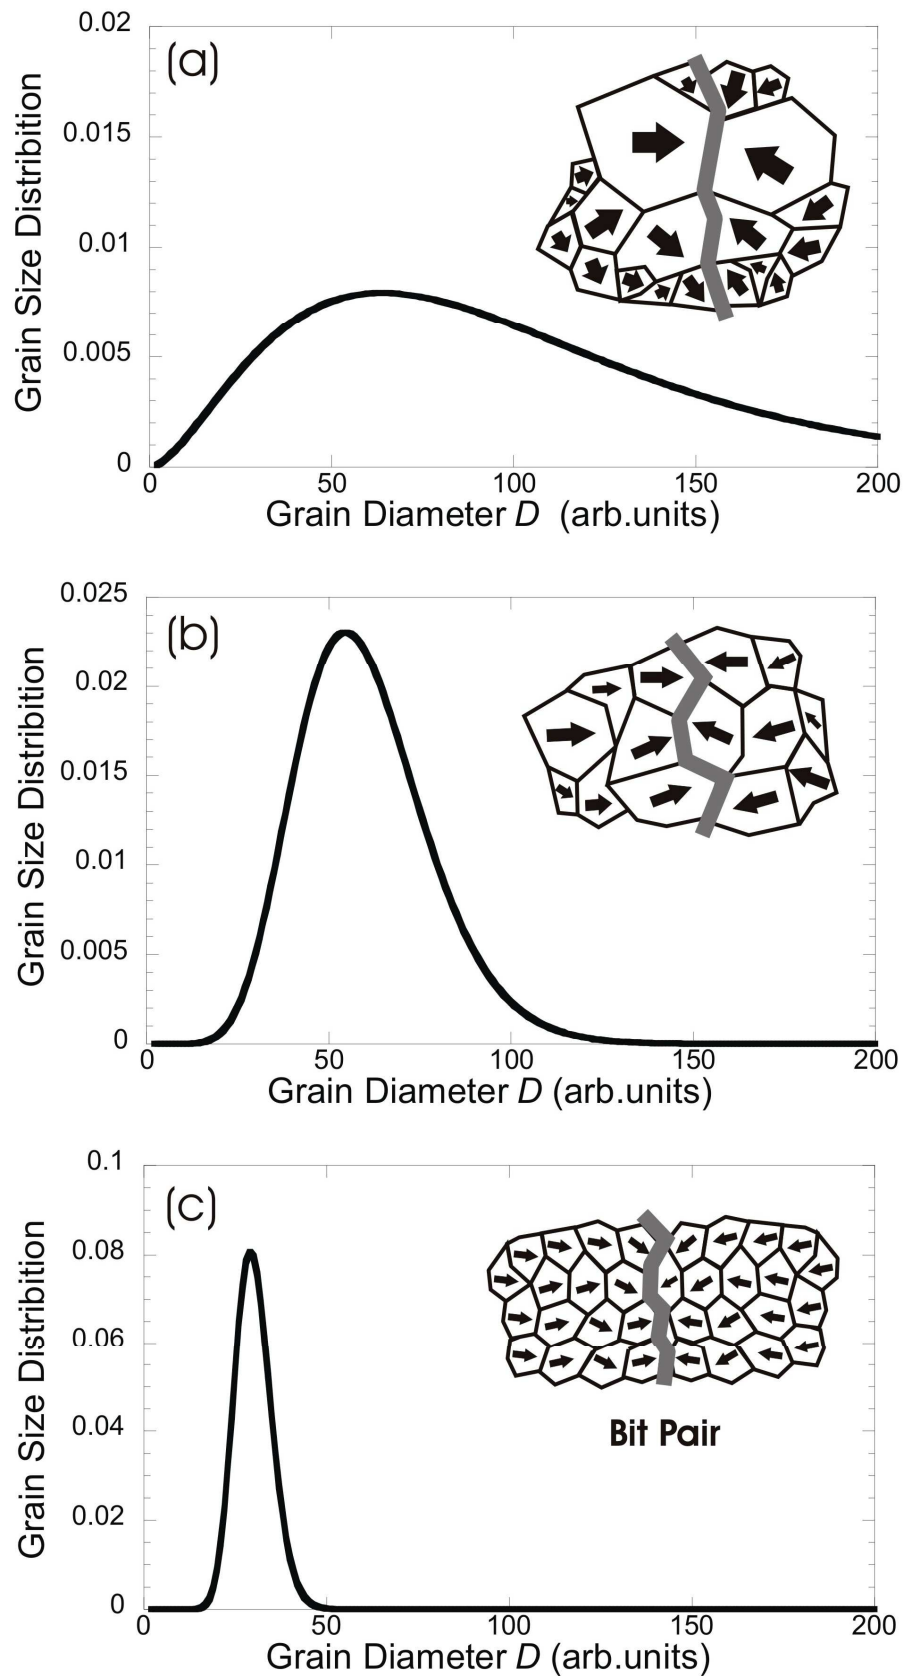 (a)
Grain Size Distribition
0.02
0.015
0.01
0.005
0
0 50 100 150 200
Grain Diameter D (arb.units)
(b)
Grain Size Distribition
0.025
0.02
0.015
0.01
0.005
0
0 50 100 150 200
Grain Diameter D (arb.units)
(c)
Grain Size Distribition
0.1
0.08
0.06
0.04
0.02
0
Bit Pair
0 50 100 150 200
Grain Diameter D (arb.units)